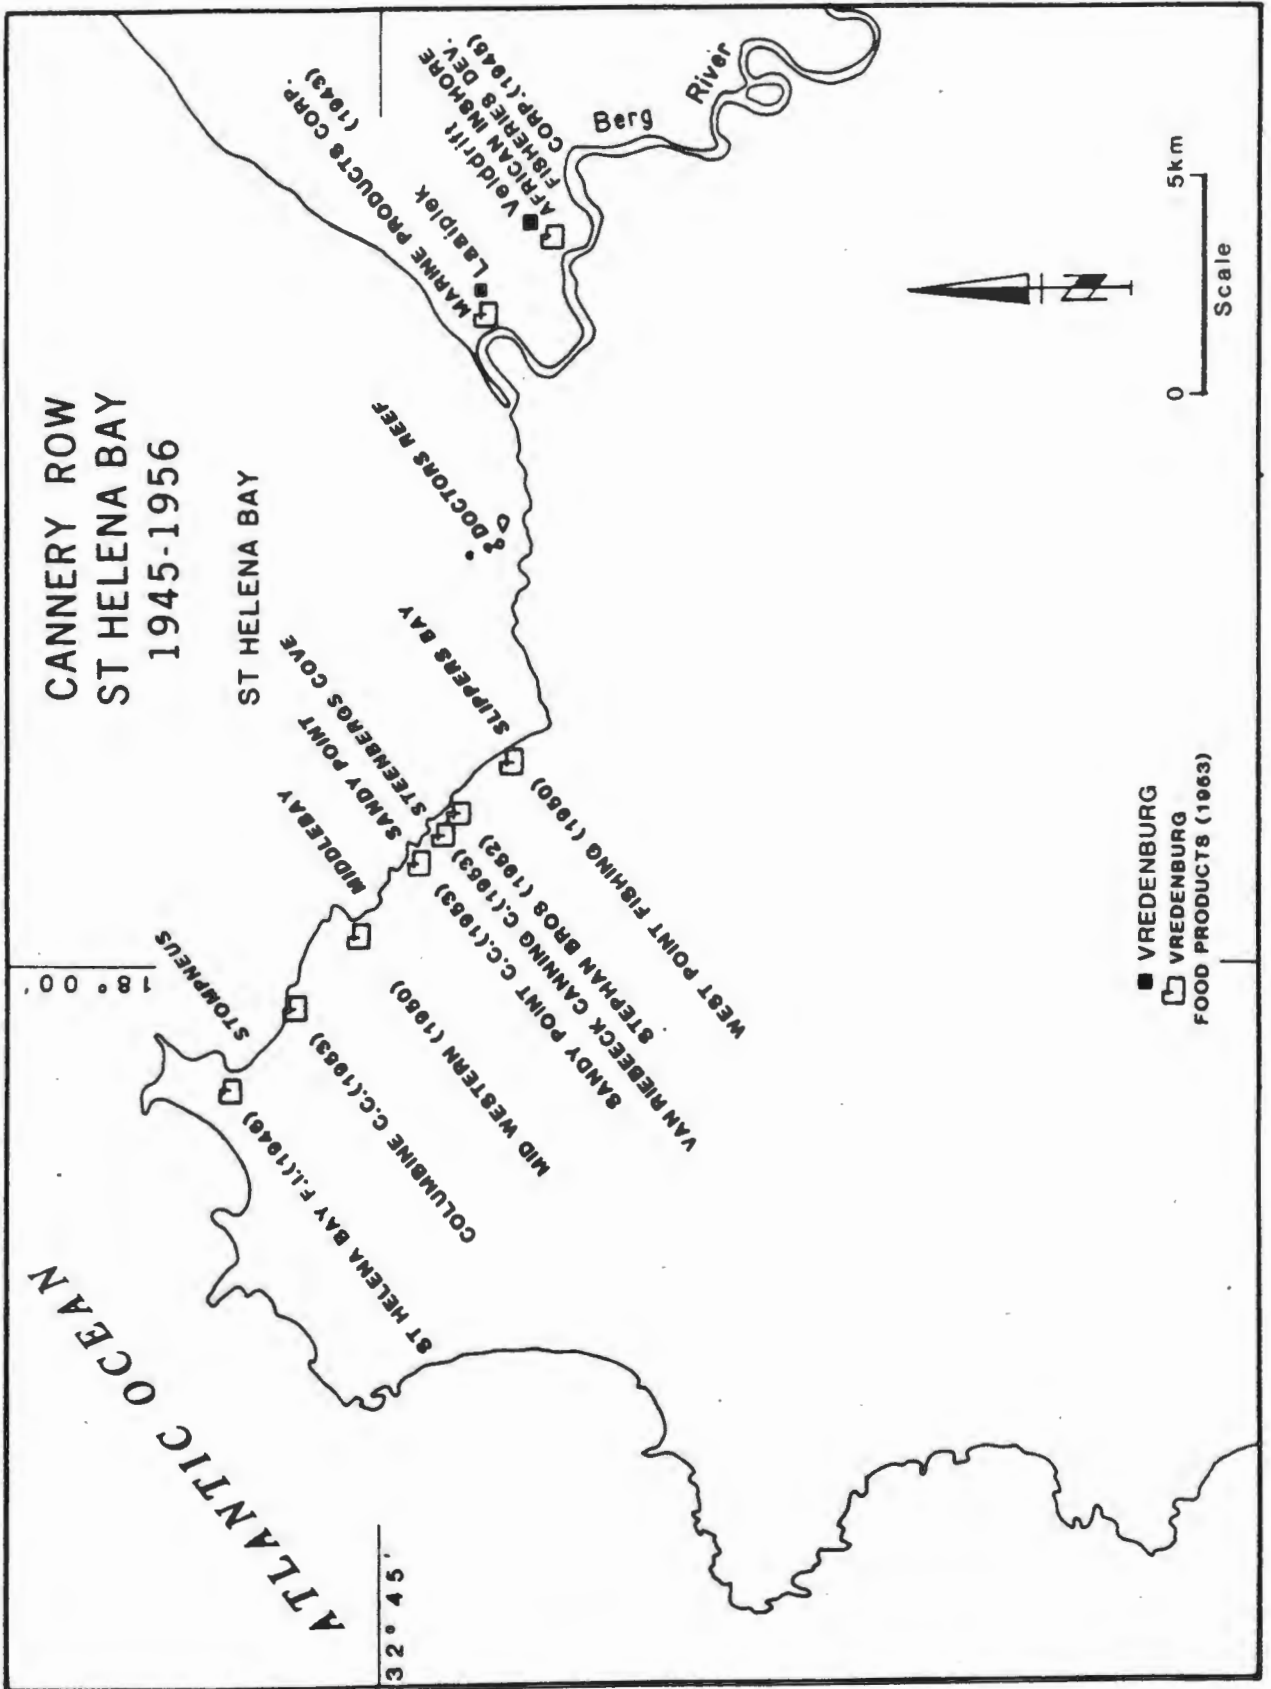 CANNERY ROW
ST HELENA BAY
1945-1956
ST HELENA BAY
ATLANTIC OCEAN
18° 00'
32° 45'
STOMPNEUS
MIDDLEBAY
SANDY POINT
STEENBERGS COVE
SLIPPERS BAY
DOCTORS REEF
MARINE PRODUCTS CORP.
(1943)
Laaiplek
Velddrift
AFRICAN INSHORE
FISHERIES DEV.
CORP.(1945)
Berg River
ST HELENA BAY F.I.(1946)
COLUMBINE C.C.(1953)
MID WESTERN (1950)
SANDY POINT C.C.(1953)
VAN RIEBEECK CANNING C.(1953)
STEPHAN BROS (1952)
WEST POINT FISHING (1950)
VREDENBURG
VREDENBURG
FOOD PRODUCTS (1953)
0 5km
Scale
N